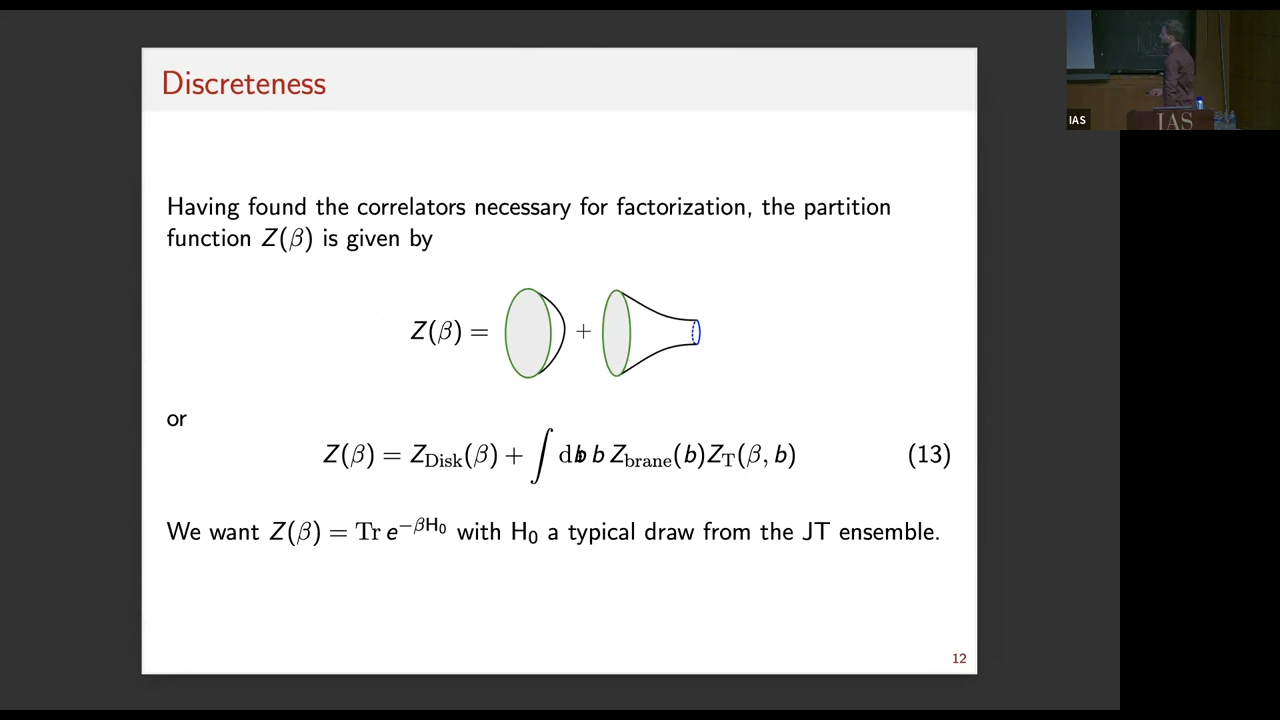 Discreteness
Having found the correlators necessary for factorization, the partition
function Z(β) is given by
Z(β) = +
or
Z(β) = Z_Disk(β) + ∫ db b Z_brane(b) Z_T(β, b) (13)
We want Z(β) = Tr e^{−βH₀} with H₀ a typical draw from the JT ensemble.
12
IAS
IAS